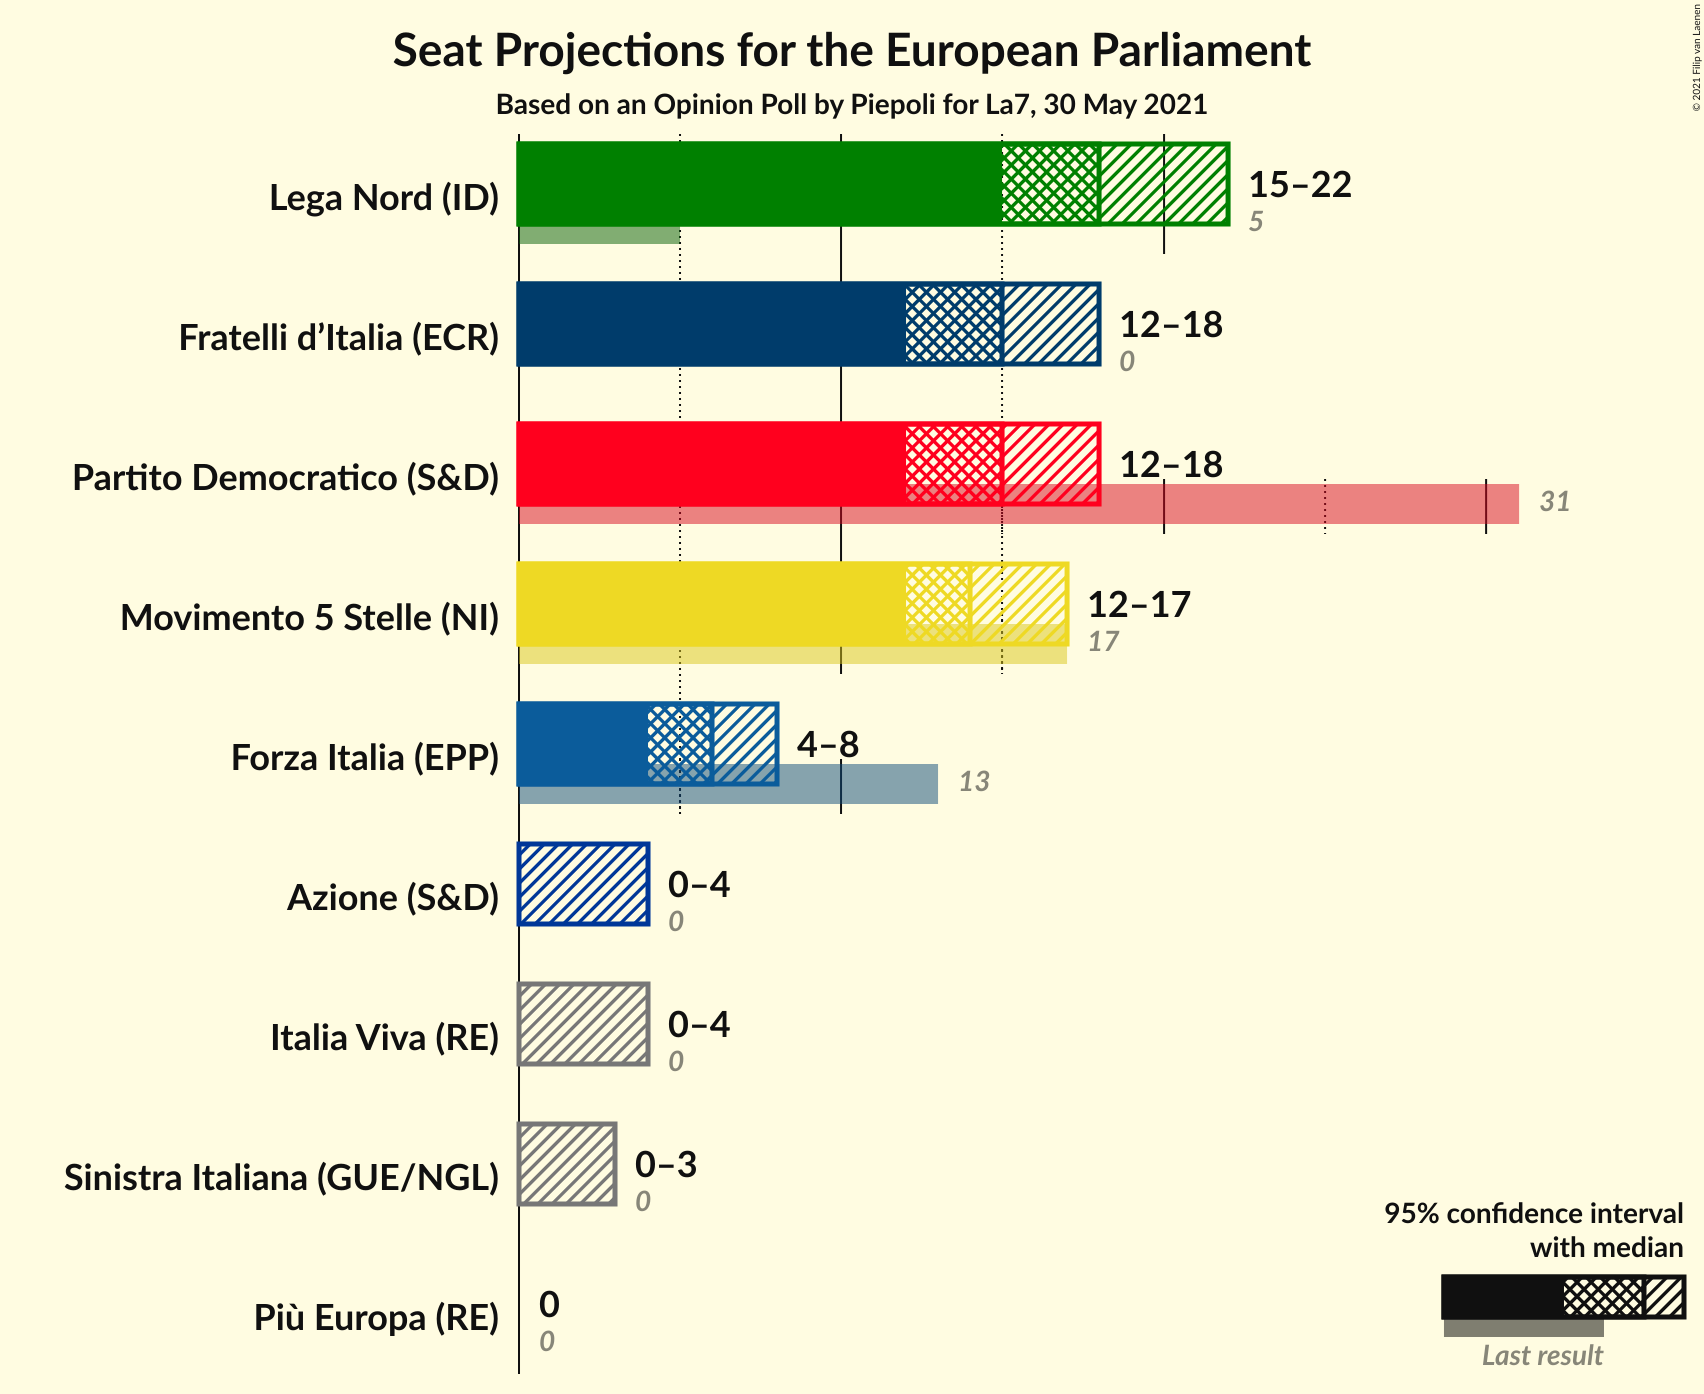 Seat Projections for the European Parliament
Based on an Opinion Poll by Piepoli for La7, 30 May 2021
© 2021 Filip van Laenen
Lega Nord (ID)
15–22
5
Fratelli d’Italia (ECR)
12–18
0
Partito Democratico (S&D)
12–18
31
Movimento 5 Stelle (NI)
12–17
17
Forza Italia (EPP)
4–8
13
Azione (S&D)
0–4
0
Italia Viva (RE)
0–4
0
Sinistra Italiana (GUE/NGL)
0–3
0
Più Europa (RE)
0
0
95% confidence interval
with median
Last result